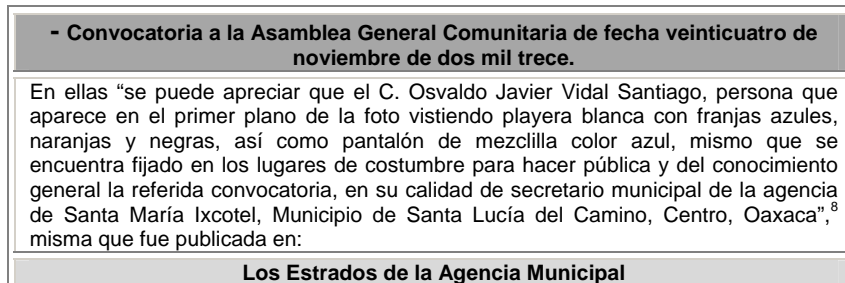 - Convocatoria a la Asamblea General Comunitaria de fecha veinticuatro de
noviembre de dos mil trece.
En ellas “se puede apreciar que el C. Osvaldo Javier Vidal Santiago, persona que
aparece en el primer plano de la foto vistiendo playera blanca con franjas azules,
naranjas y negras, así como pantalón de mezclilla color azul, mismo que se
encuentra fijado en los lugares de costumbre para hacer pública y del conocimiento
general la referida convocatoria, en su calidad de secretario municipal de la agencia
de Santa María Ixcotel, Municipio de Santa Lucía del Camino, Centro, Oaxaca”,8
misma que fue publicada en:
Los Estrados de la Agencia Municipal